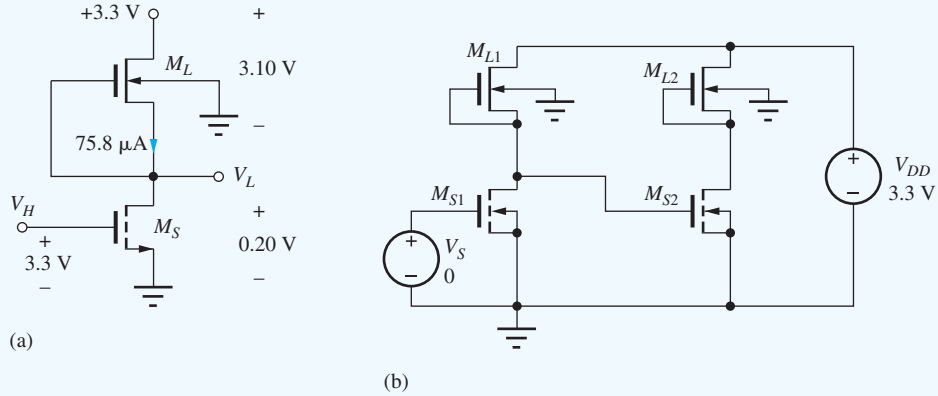 +3.3 V
+
M_L
3.10 V
–
75.8 μA
V_L
V_H
+
3.3 V
–
M_S
+
0.20 V
–
(a)
(b)
M_L1
M_L2
M_S1
M_S2
+
–
V_S
0
+
–
V_DD
3.3 V